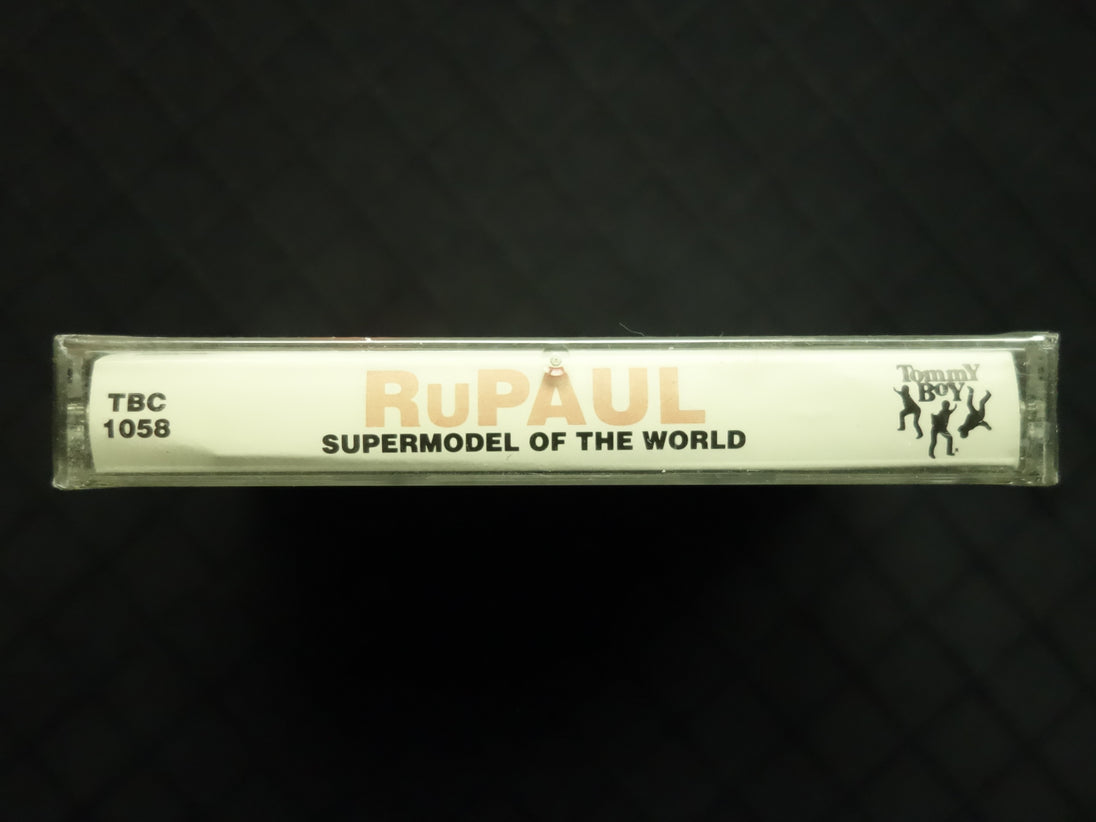 TBC
1058
RuPAUL
SUPERMODEL OF THE WORLD
TommY
BOY